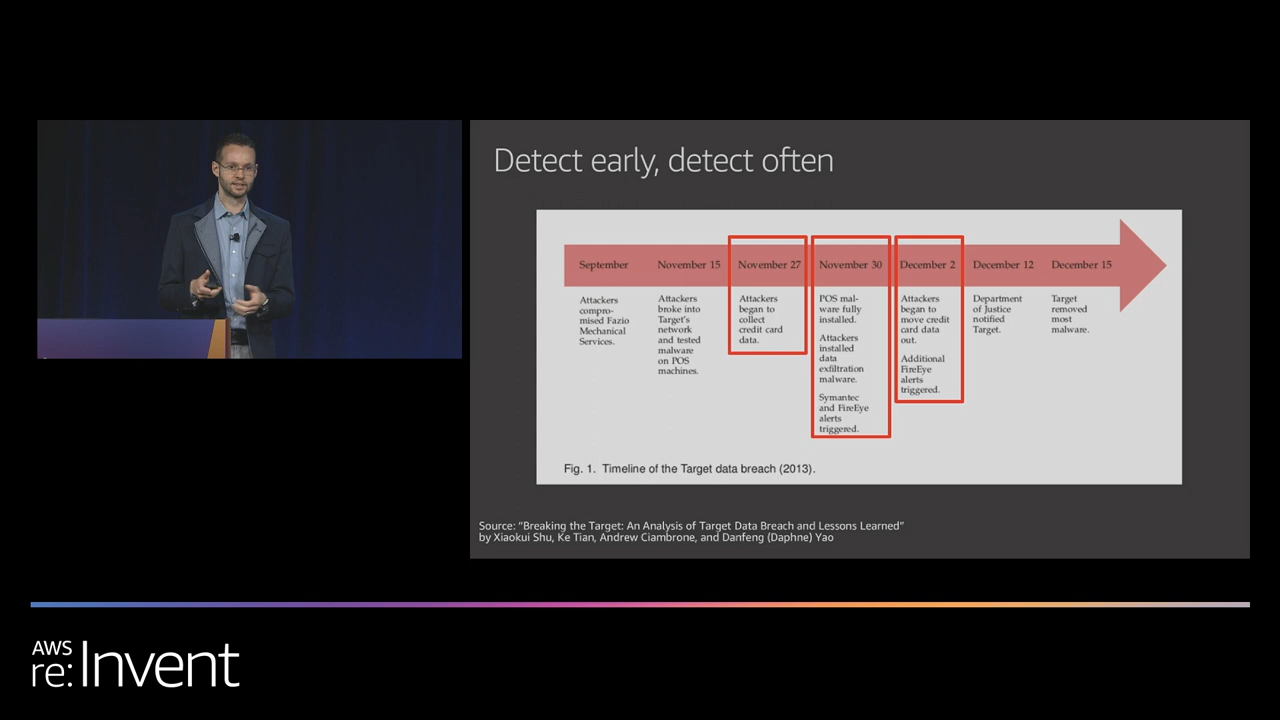 Detect early, detect often
September
Attackers
compro-
mised Fazio
Mechanical
Services.
November 15
Attackers
broke into
Target's
network
and tested
malware
on POS
machines.
November 27
Attackers
began to
collect
credit card
data.
November 30
POS mal-
ware fully
installed.
Attackers
installed
data
exfiltration
malware.
Symantec
and FireEye
alerts
triggered.
December 2
Attackers
began to
move credit
card data
out.
Additional
FireEye
alerts
triggered.
December 12
Department
of Justice
notified
Target.
December 15
Target
removed
most
malware.
Fig. 1. Timeline of the Target data breach (2013).
Source: "Breaking the Target: An Analysis of Target Data Breach and Lessons Learned"
by Xiaokui Shu, Ke Tian, Andrew Ciambrone, and Danfeng (Daphne) Yao
AWS
re:Invent